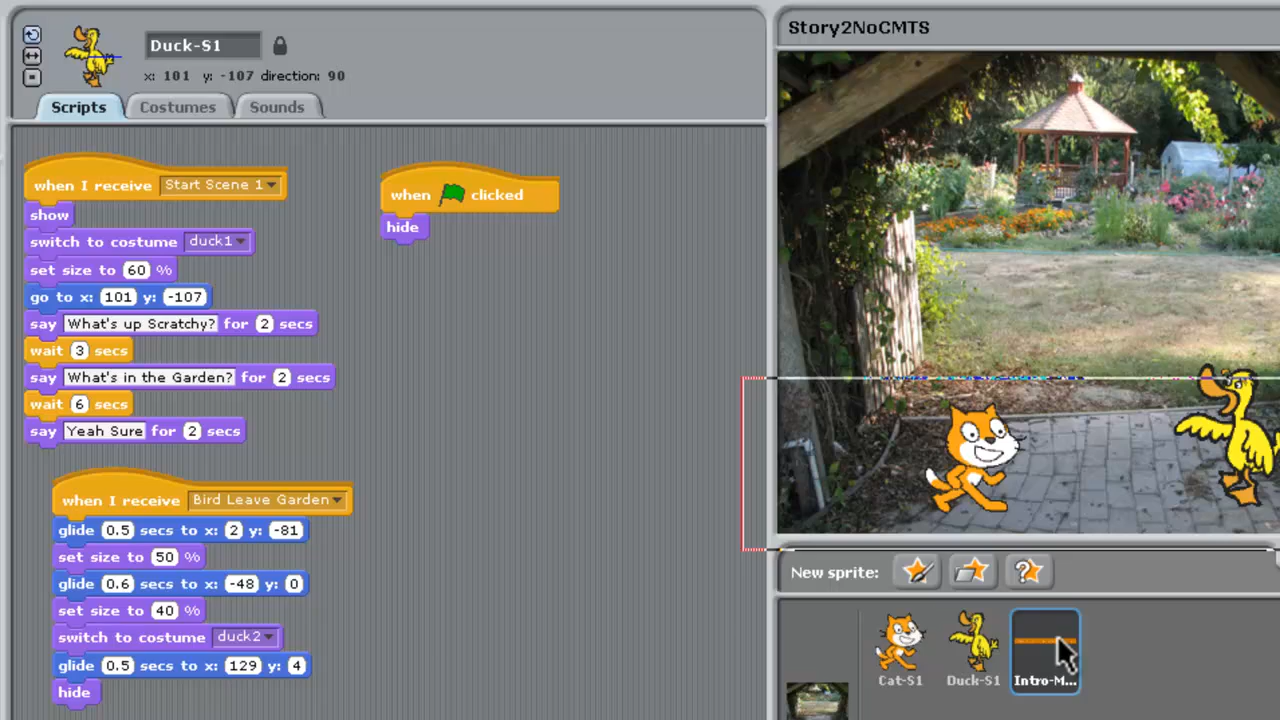 Duck-S1
x: 101 y: -107 direction: 90
Scripts Costumes Sounds
when I receive Start Scene 1
show
switch to costume duck1
set size to 60 %
go to x: 101 y: -107
say What's up Scratchy? for 2 secs
wait 3 secs
say What's in the Garden? for 2 secs
wait 6 secs
say Yeah Sure for 2 secs
when I receive Bird Leave Garden
glide 0.5 secs to x: 2 y: -81
set size to 50 %
glide 0.6 secs to x: -48 y: 0
set size to 40 %
switch to costume duck2
glide 0.5 secs to x: 129 y: 4
hide
when clicked
hide
Story2NoCMTS
New sprite:
Cat-S1 Duck-S1 Intro-M...